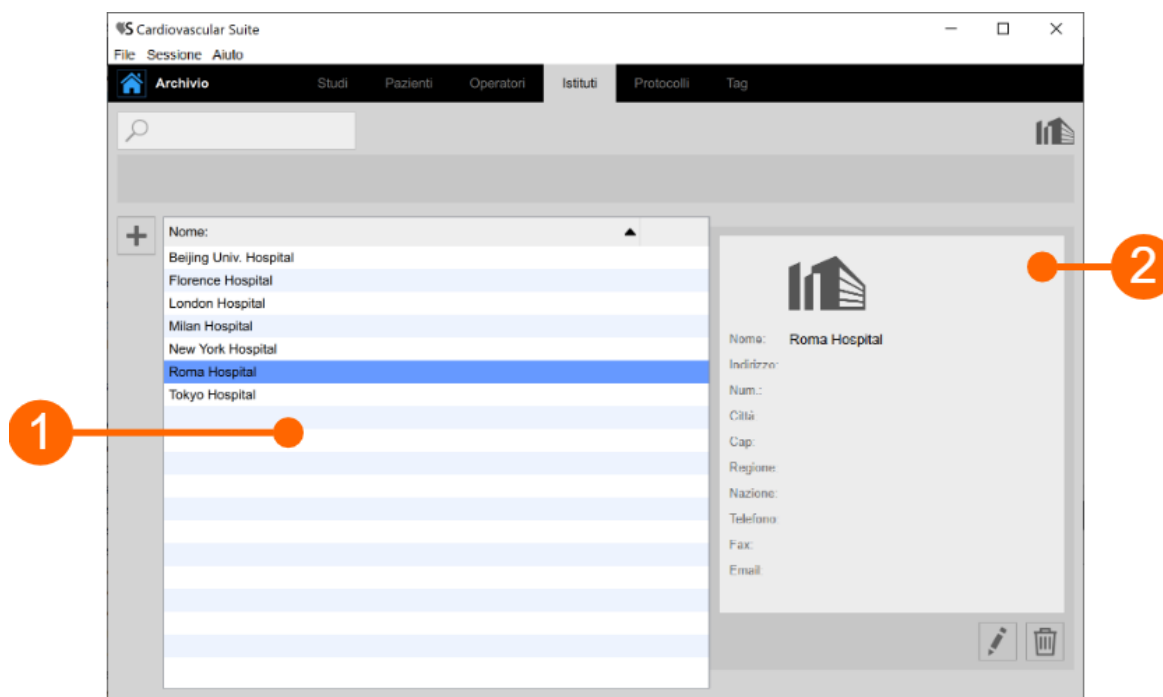 Cardiovascular Suite
File Sessione Aiuto
Archivio Studi Pazienti Operatori Istituti Protocolli Tag
Nome:
Beijing Univ. Hospital
Florence Hospital
London Hospital
Milan Hospital
New York Hospital
Roma Hospital
Tokyo Hospital
1
2
Nome: Roma Hospital
Indirizzo:
Num.:
Città
Cap:
Regione:
Nazione:
Telefono:
Fax:
Email: